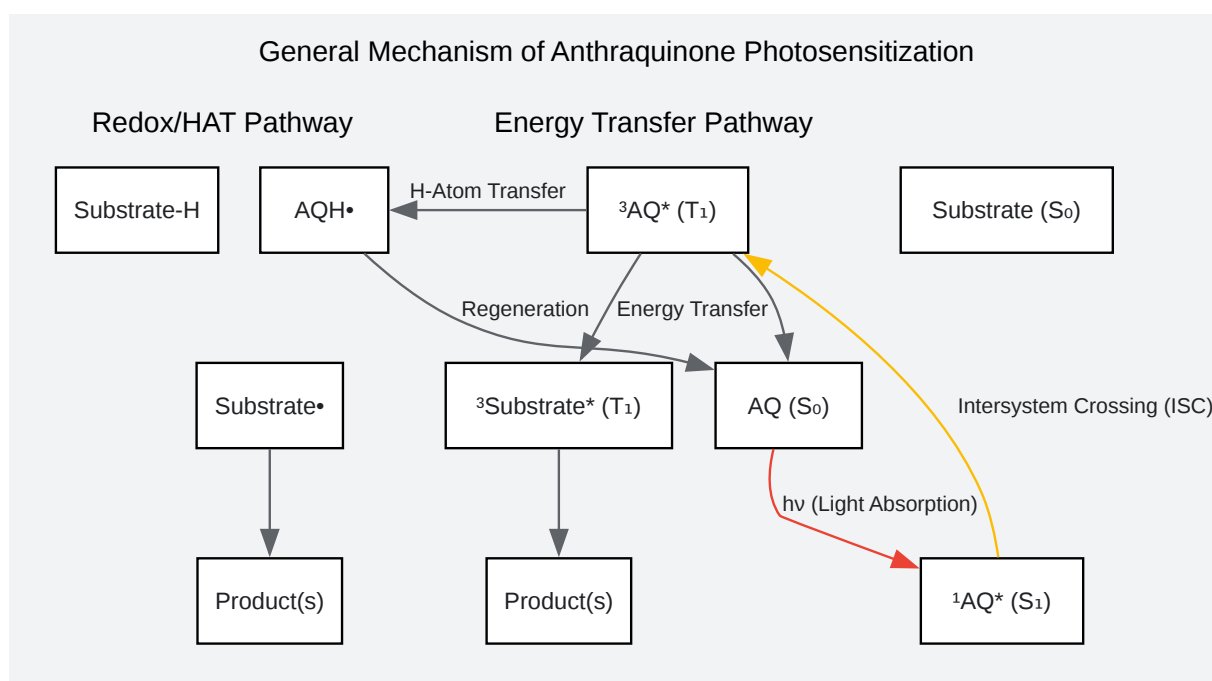 General Mechanism of Anthraquinone Photosensitization
Redox/HAT Pathway
Energy Transfer Pathway
Substrate-H
AQH•
H-Atom Transfer
³AQ* (T₁)
Substrate (S₀)
Regeneration
Energy Transfer
Substrate•
³Substrate* (T₁)
AQ (S₀)
Intersystem Crossing (ISC)
hν (Light Absorption)
Product(s)
Product(s)
¹AQ* (S₁)